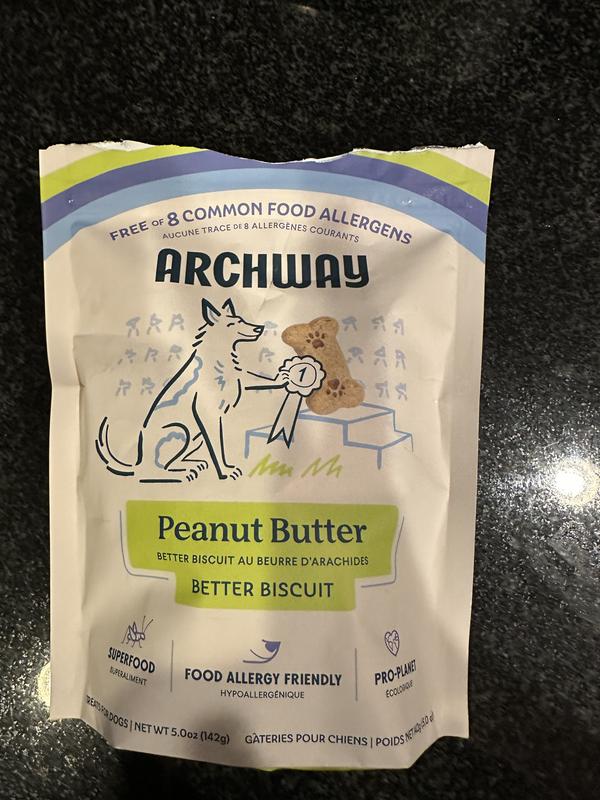 FREE OF 8 COMMON FOOD ALLERGENS
AUCUNE TRACE DE 8 ALLERGÈNES COURANTS
ARCHWAY
1
Peanut Butter
BETTER BISCUIT AU BEURRE D'ARACHIDES
BETTER BISCUIT
SUPERFOOD
SUPERALIMENT
FOOD ALLERGY FRIENDLY
HYPOALLERGÉNIQUE
PRO-PLANET
ÉCOLOGIQUE
TREATS FOR DOGS | NET WT 5.0oz (142g)
GÂTERIES POUR CHIENS | POIDS NET